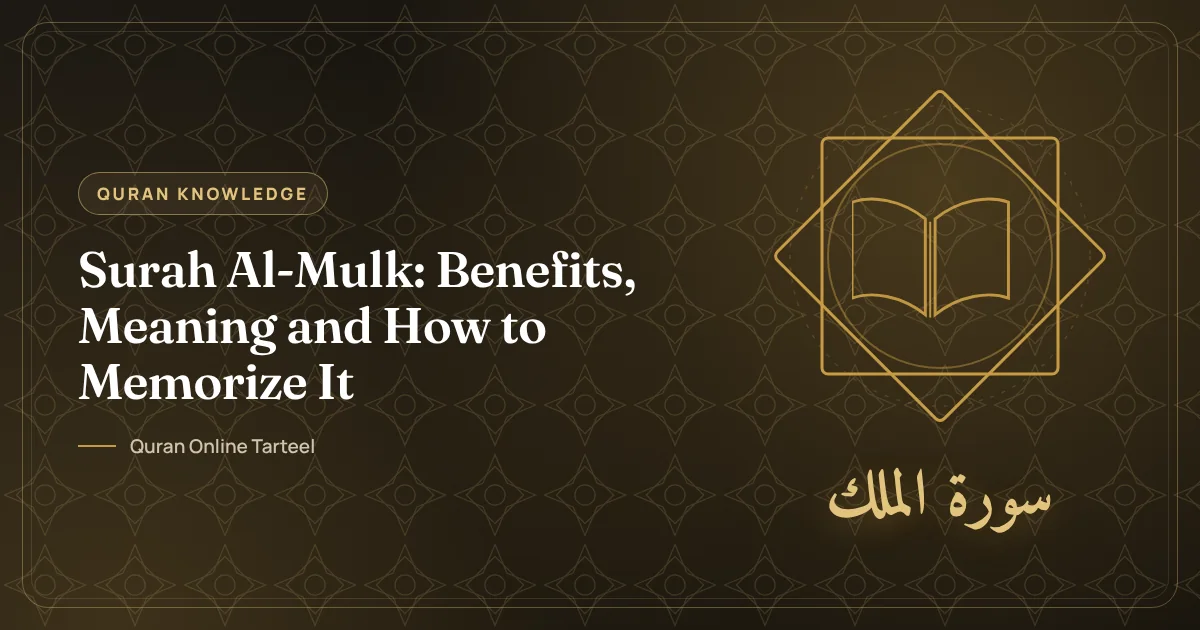 QURAN KNOWLEDGE
Surah Al-Mulk: Benefits,
Meaning and How to
Memorize It
Quran Online Tarteel
سورة الملك